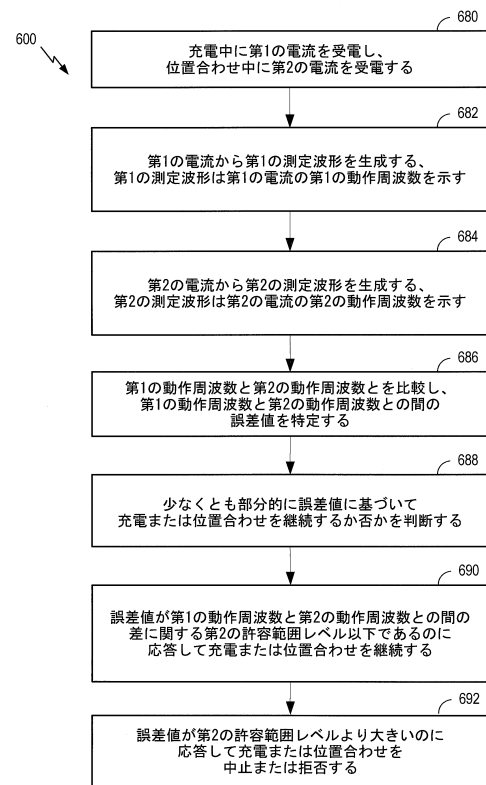 600
680
充電中に第1の電流を受電し、
位置合わせ中に第2の電流を受電する
682
第1の電流から第1の測定波形を生成する、
第1の測定波形は第1の電流の第1の動作周波数を示す
684
第2の電流から第2の測定波形を生成する、
第2の測定波形は第2の電流の第2の動作周波数を示す
686
第1の動作周波数と第2の動作周波数とを比較し、
第1の動作周波数と第2の動作周波数との間の
誤差値を特定する
688
少なくとも部分的に誤差値に基づいて
充電または位置合わせを継続するか否かを判断する
690
誤差値が第1の動作周波数と第2の動作周波数との間の
差に関する第2の許容範囲レベル以下であるのに
応答して充電または位置合わせを継続する
692
誤差値が第2の許容範囲レベルより大きいのに
応答して充電または位置合わせを
中止または拒否する